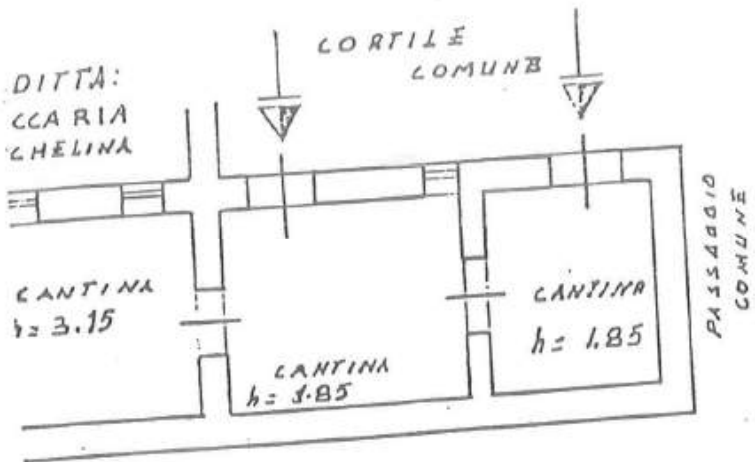 CORTILE
COMUNE
DITTA:
CCARIA
CHELINA
CANTINA
h= 3.15
CANTINA
h= 1.85
CANTINA
h= 1.85
PASSAGGIO
COMUNE